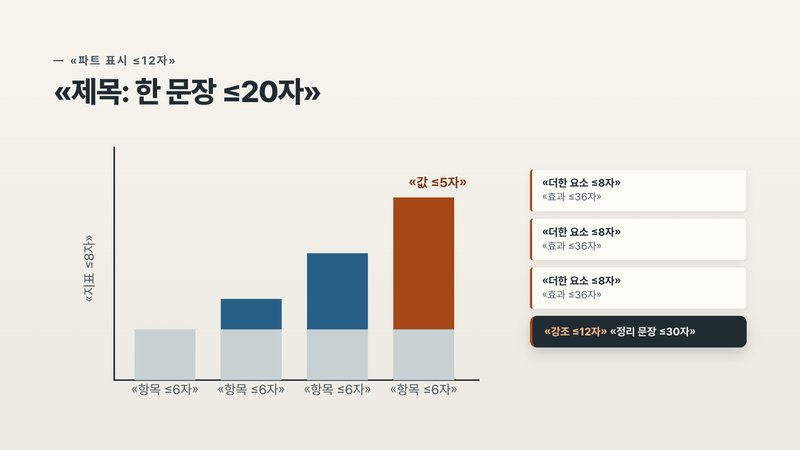 — «파트 표시 ≤12자»
«제목: 한 문장 ≤20자»
«값 ≤5자»
«지표 ≤8자»
«항목 ≤6자» «항목 ≤6자» «항목 ≤6자» «항목 ≤6자»
«더한 요소 ≤8자»
«효과 ≤36자»
«더한 요소 ≤8자»
«효과 ≤36자»
«더한 요소 ≤8자»
«효과 ≤36자»
«강조 ≤12자» «정리 문장 ≤30자»